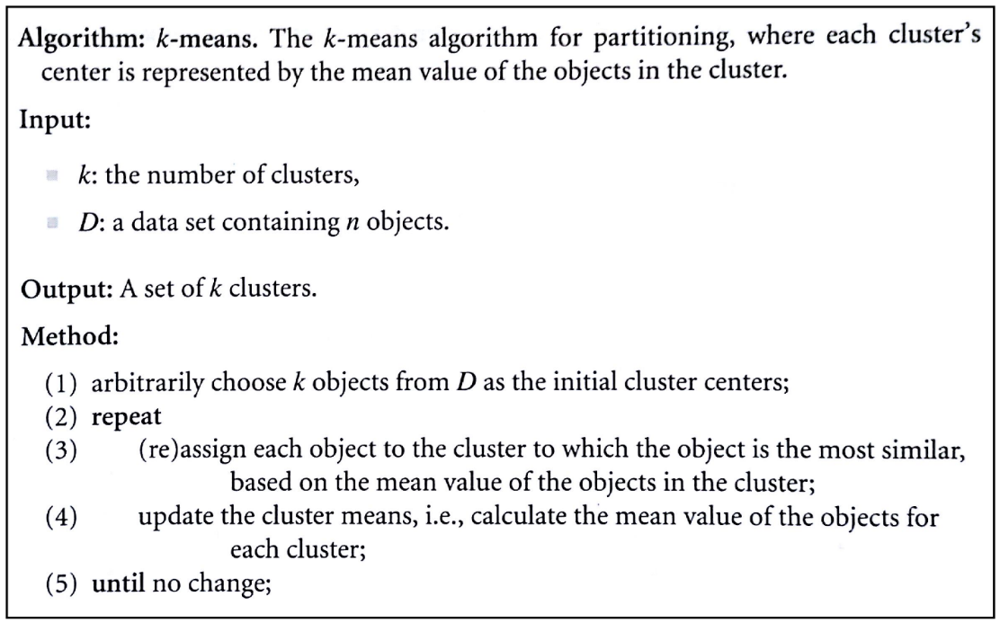 Algorithm: k-means. The k-means algorithm for partitioning, where each cluster’s
center is represented by the mean value of the objects in the cluster.
Input:
k: the number of clusters,
D: a data set containing n objects.
Output: A set of k clusters.
Method:
(1) arbitrarily choose k objects from D as the initial cluster centers;
(2) repeat
(3) (re)assign each object to the cluster to which the object is the most similar,
based on the mean value of the objects in the cluster;
(4) update the cluster means, i.e., calculate the mean value of the objects for
each cluster;
(5) until no change;